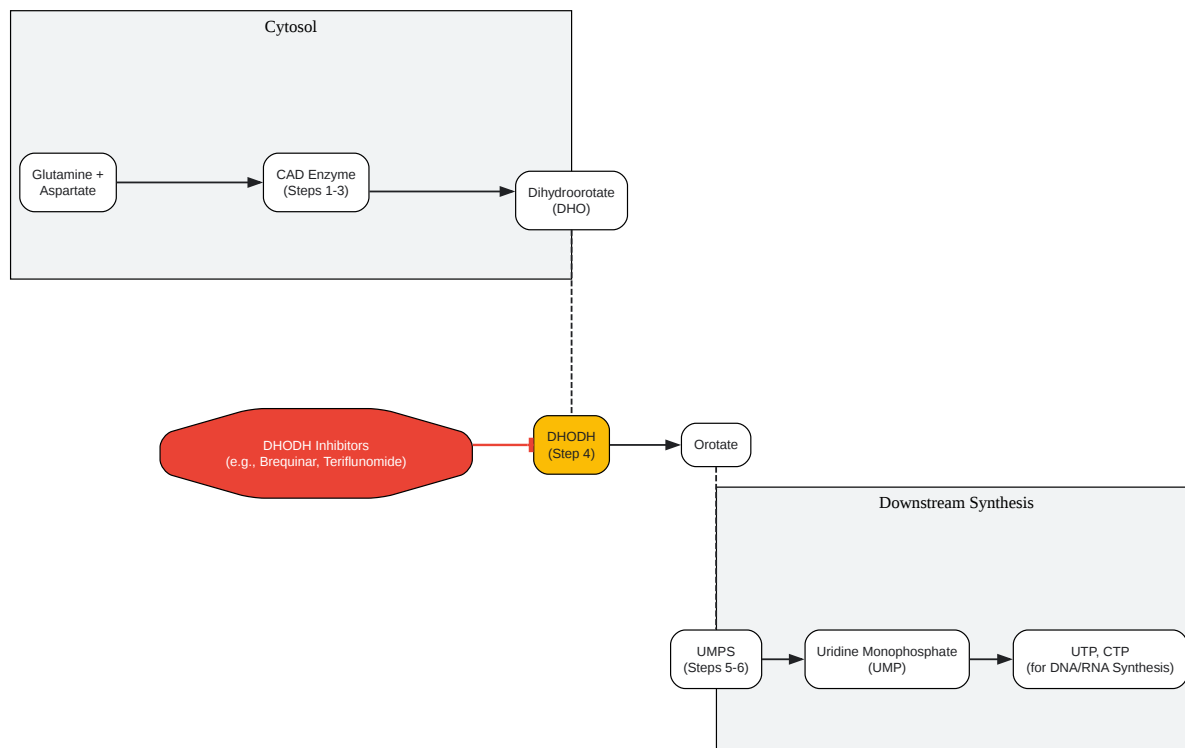 Cytosol
Glutamine +
Aspartate
CAD Enzyme
(Steps 1-3)
Dihydroorotate
(DHO)
DHODH Inhibitors
(e.g., Brequinar, Teriflunomide)
DHODH
(Step 4)
Orotate
Downstream Synthesis
UMPS
(Steps 5-6)
Uridine Monophosphate
(UMP)
UTP, CTP
(for DNA/RNA Synthesis)